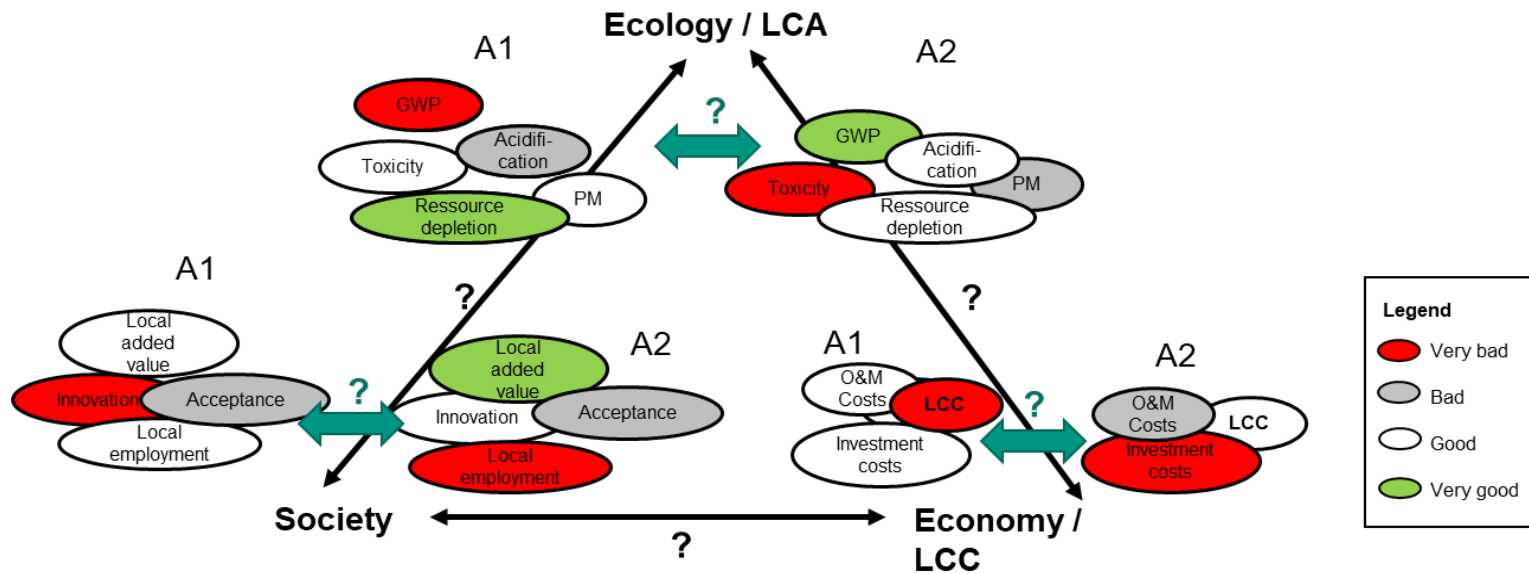 Ecology / LCA
A1
A2
GWP
Acidifi-
cation
Toxicity
PM
Ressource
depletion
?
GWP
Acidifi-
cation
PM
Toxicity
Ressource
depletion
?
?
A1
Local
added
value
Innovation
Acceptance
Local
employment
?
A2
Local
added
value
Innovation
Acceptance
Local
employment
A1
O&M
Costs
LCC
Investment
costs
?
A2
O&M
Costs
LCC
Investment
costs
Society
?
Economy /
LCC
Legend
Very bad
Bad
Good
Very good